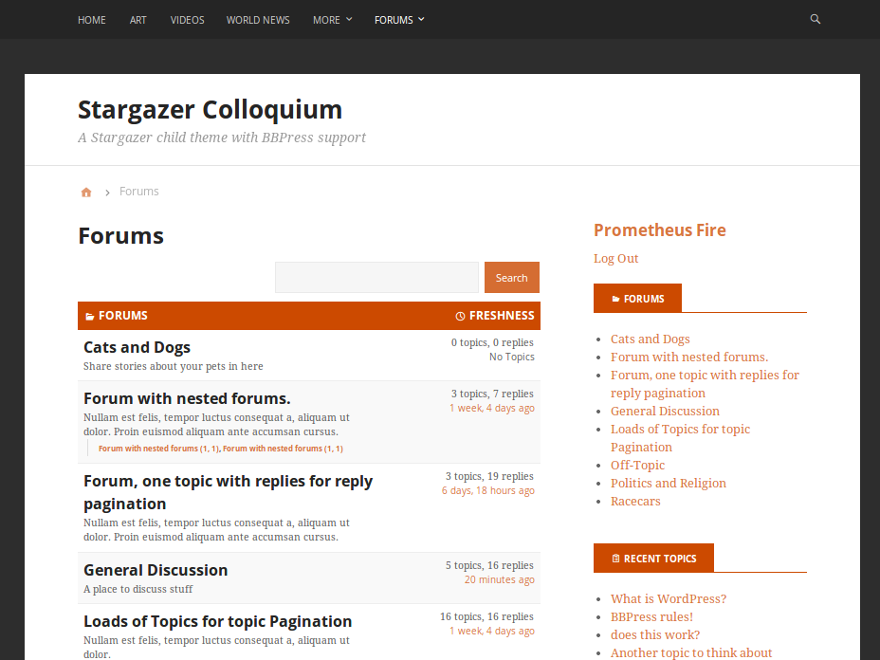 HOME ART VIDEOS WORLD NEWS MORE FORUMS
Stargazer Colloquium
A Stargazer child theme with BBPress support
Forums
Forums
Search
FORUMS FRESHNESS
Cats and Dogs
Share stories about your pets in here
0 topics, 0 replies
No Topics
Forum with nested forums.
Nullam est felis, tempor luctus consequat a, aliquam ut
dolor. Proin euismod aliquam ante accumsan cursus.
Forum with nested forums (1, 1), Forum with nested forums (1, 1)
3 topics, 7 replies
1 week, 4 days ago
Forum, one topic with replies for reply
pagination
Nullam est felis, tempor luctus consequat a, aliquam ut
dolor. Proin euismod aliquam ante accumsan cursus.
3 topics, 19 replies
6 days, 18 hours ago
General Discussion
A place to discuss stuff
5 topics, 16 replies
20 minutes ago
Loads of Topics for topic Pagination
Nullam est felis, tempor luctus consequat a, aliquam ut
dolor.
16 topics, 16 replies
1 week, 4 days ago
Prometheus Fire
Log Out
FORUMS
Cats and Dogs
Forum with nested forums.
Forum, one topic with replies for
reply pagination
General Discussion
Loads of Topics for topic
Pagination
Off-Topic
Politics and Religion
Racecars
RECENT TOPICS
What is WordPress?
BBPress rules!
does this work?
Another topic to think about